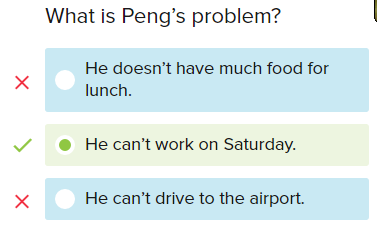 What is Peng’s problem?
He doesn’t have much food for
lunch.
He can’t work on Saturday.
He can’t drive to the airport.